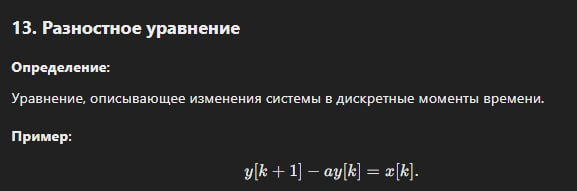 13. Разностное уравнение
Определение:
Уравнение, описывающее изменения системы в дискретные моменты времени.
Пример:
y[k + 1] − ay[k] = x[k].